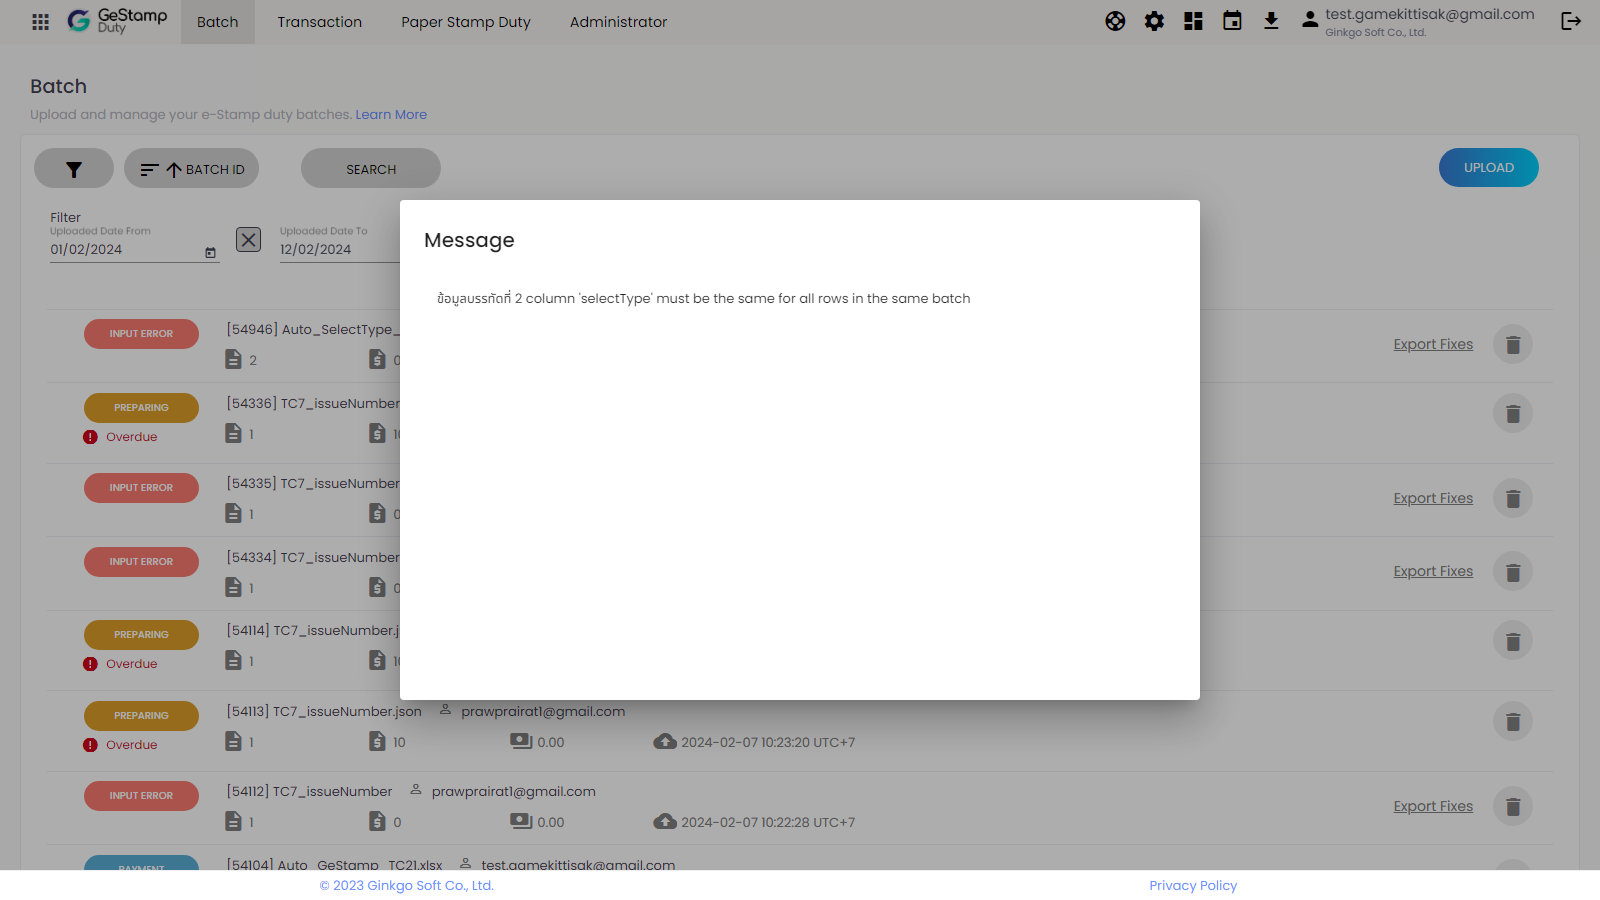 GeStamp
Duty
Batch
Transaction
Paper Stamp Duty
Administrator
test.gamekittisak@gmail.com
Ginkgo Soft Co., Ltd.
Batch
Upload and manage your e-Stamp duty batches. Learn More
BATCH ID
SEARCH
UPLOAD
Filter
Uploaded Date From
01/02/2024
Uploaded Date To
12/02/2024
Message
ข้อมูลบรรทัดที่ 2 column 'selectType' must be the same for all rows in the same batch
INPUT ERROR
[54946] Auto_SelectType_
2
0
Export Fixes
PREPARING
[54336] TC7_issueNumber
Overdue
1
INPUT ERROR
[54335] TC7_issueNumber
1
0
Export Fixes
INPUT ERROR
[54334] TC7_issueNumber
1
0
Export Fixes
PREPARING
[54114] TC7_issueNumber.j
Overdue
1
PREPARING
[54113] TC7_issueNumber.json
prawprairat1@gmail.com
Overdue
1
10
0.00
2024-02-07 10:23:20 UTC+7
INPUT ERROR
[54112] TC7_issueNumber
prawprairat1@gmail.com
1
0
0.00
2024-02-07 10:22:28 UTC+7
Export Fixes
PAYMENT
[54104] Auto_GeStamp_TC21.xlsx
test.gamekittisak@gmail.com
© 2023 Ginkgo Soft Co., Ltd.
Privacy Policy